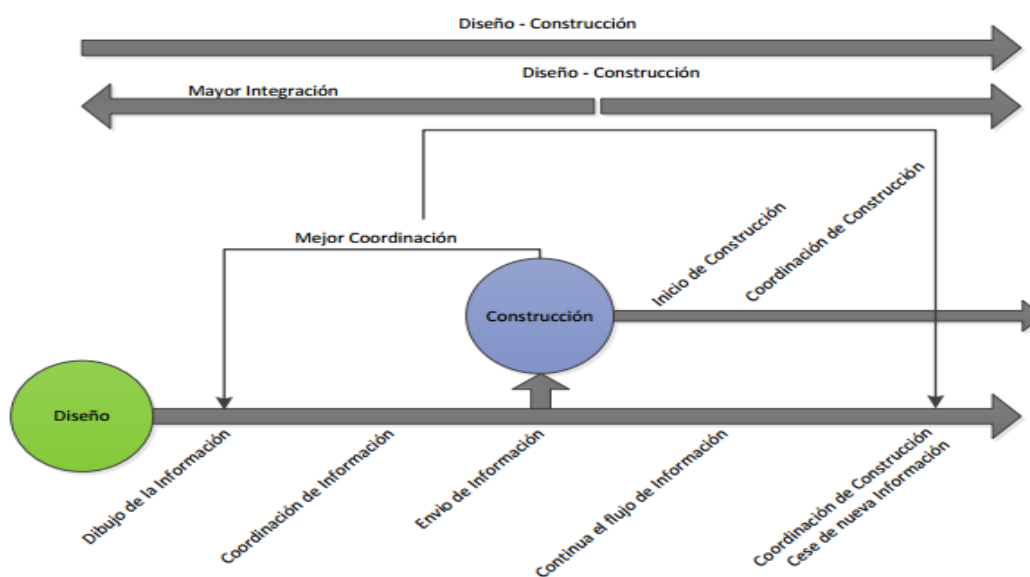 Diseño - Construcción
Diseño - Construcción
Mayor Integración
Mejor Coordinación
Inicio de Construcción
Coordinación de Construcción
Construcción
Diseño
Dibujo de la Información
Coordinación de Información
Envio de Información
Continua el flujo de Información
Coordinación de Construcción
Cese de nueva Información